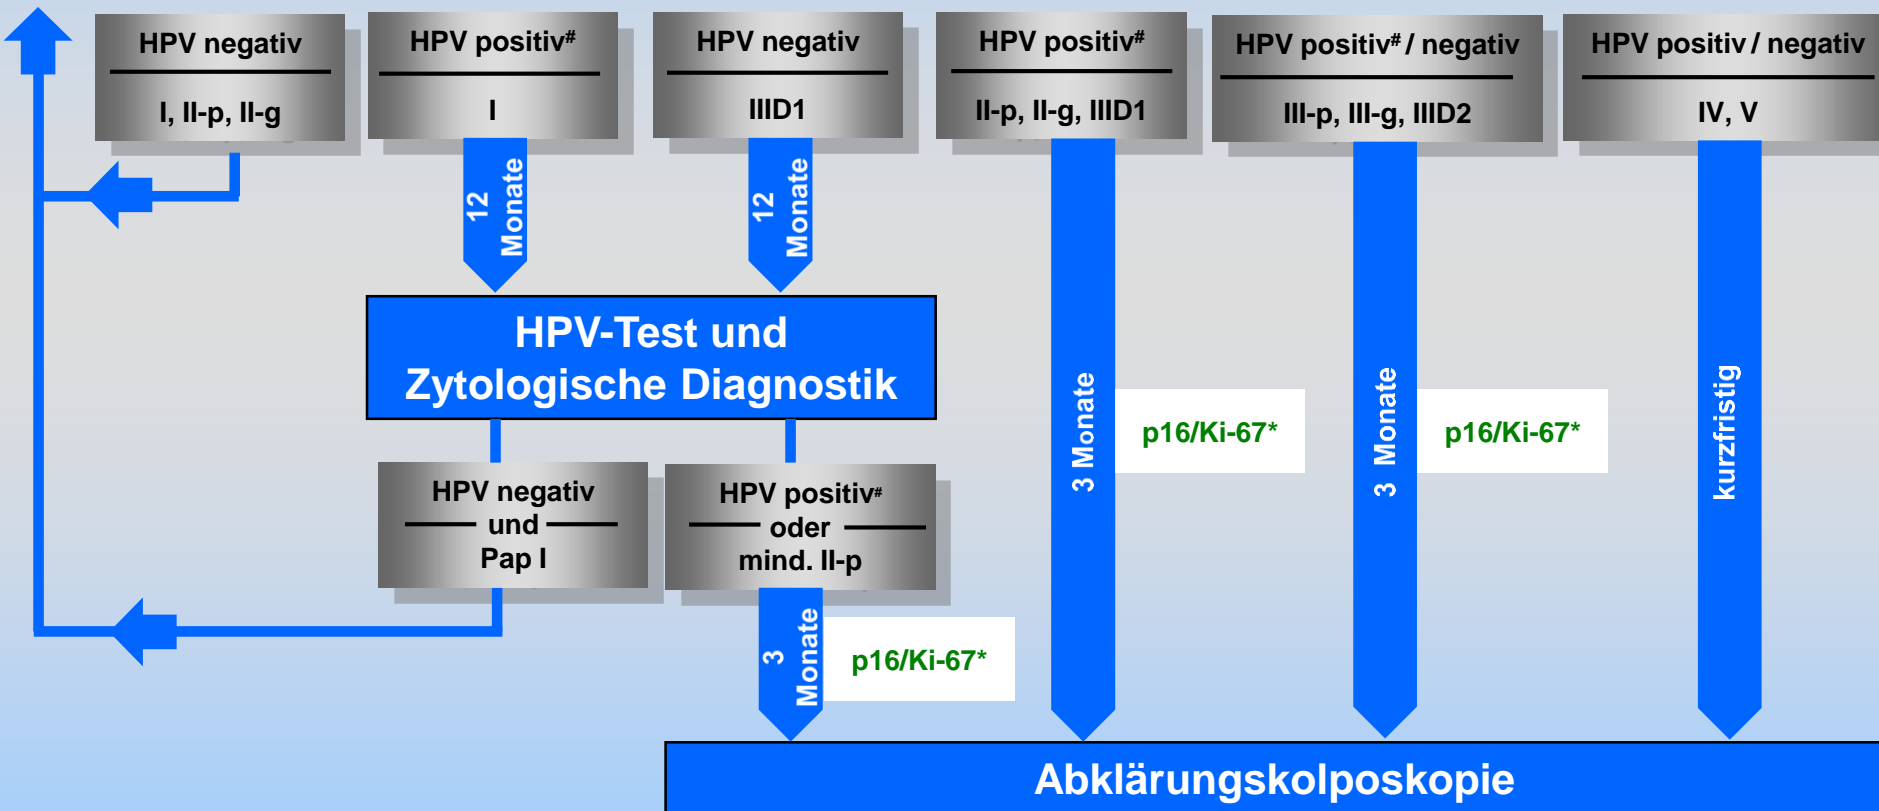 HPV negativ
I, II-p, II-g
HPV positiv#
I
HPV negativ
IIID1
HPV positiv#
II-p, II-g, IIID1
HPV positiv# / negativ
III-p, III-g, IIID2
HPV positiv / negativ
IV, V
12
Monate
12
Monate
HPV-Test und
Zytologische Diagnostik
3 Monate
p16/Ki-67*
3 Monate
p16/Ki-67*
kurzfristig
HPV negativ
und
Pap I
HPV positiv#
oder
mind. II-p
3
Monate
p16/Ki-67*
Abklärungskolposkopie